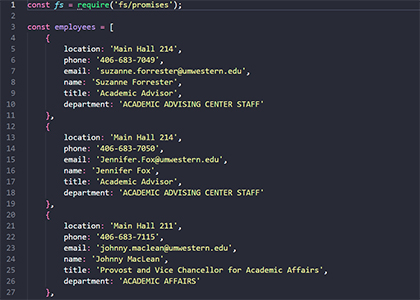 1 const fs = require('fs/promises');
2
3 const employees = [
4 {
5 location: 'Main Hall 214',
6 phone: '406-683-7049',
7 email: 'suzanne.forrester@umwestern.edu',
8 name: 'Suzanne Forrester',
9 title: 'Academic Advisor',
10 department: 'ACADEMIC ADVISING CENTER STAFF'
11 },
12 {
13 location: 'Main Hall 214',
14 phone: '406-683-7050',
15 email: 'Jennifer.Fox@umwestern.edu',
16 name: 'Jennifer Fox',
17 title: 'Academic Advisor',
18 department: 'ACADEMIC ADVISING CENTER STAFF'
19 },
20 {
21 location: 'Main Hall 211',
22 phone: '406-683-7115',
23 email: 'johnny.maclean@umwestern.edu',
24 name: 'Johnny MacLean',
25 title: 'Provost and Vice Chancellor for Academic Affairs',
26 department: 'ACADEMIC AFFAIRS'
27 },